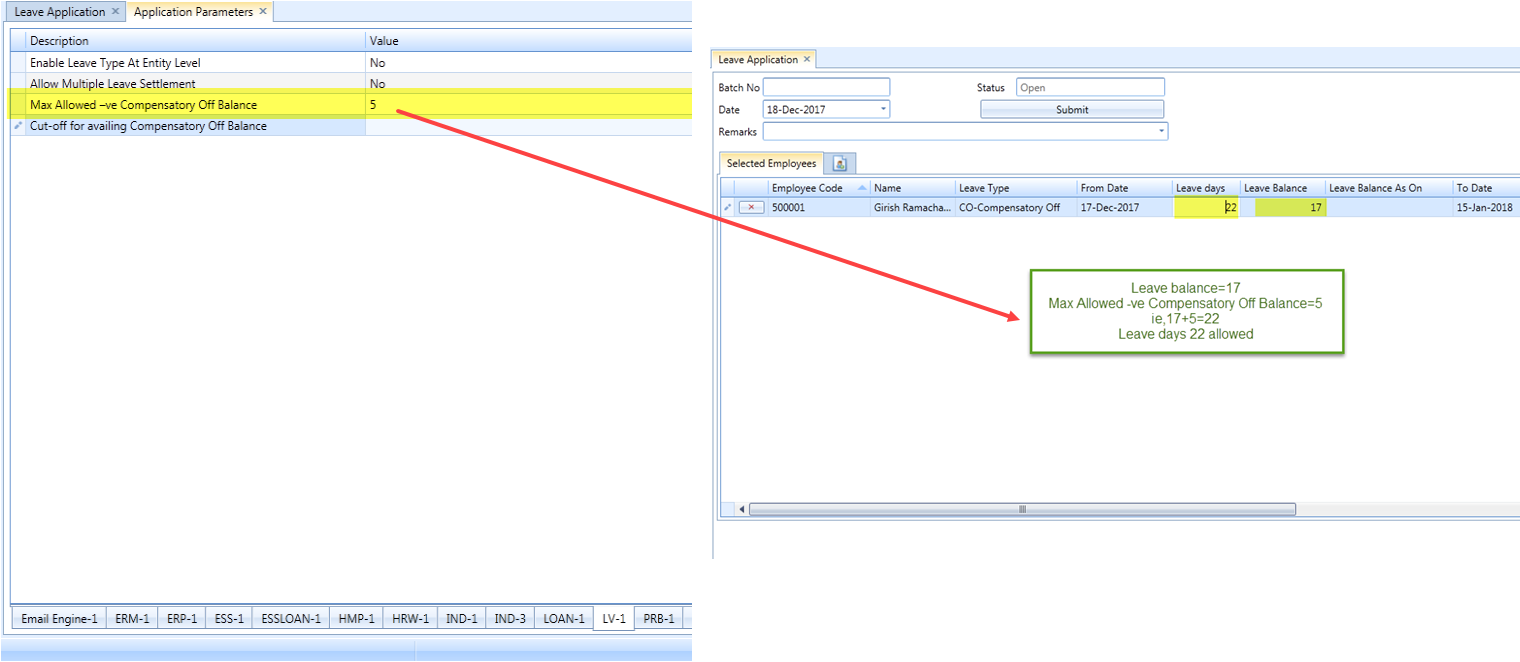 Leave Application
Application Parameters
Description Value
Enable Leave Type At Entity Level No
Allow Multiple Leave Settlement No
Max Allowed –ve Compensatory Off Balance 5
Cut-off for availing Compensatory Off Balance
Email Engine-1 ERM-1 ERP-1 ESS-1 ESSLOAN-1 HMP-1 HRW-1 IND-1 IND-3 LOAN-1 LV-1 PRB-1
Leave Application
Batch No Status Open
Date 18-Dec-2017 Submit
Remarks
Selected Employees
Employee Code Name Leave Type From Date Leave days Leave Balance Leave Balance As On To Date
500001 Girish Ramacha... CO-Compensatory Off 17-Dec-2017 22 17 15-Jan-2018
Leave balance=17
Max Allowed -ve Compensatory Off Balance=5
ie,17+5=22
Leave days 22 allowed